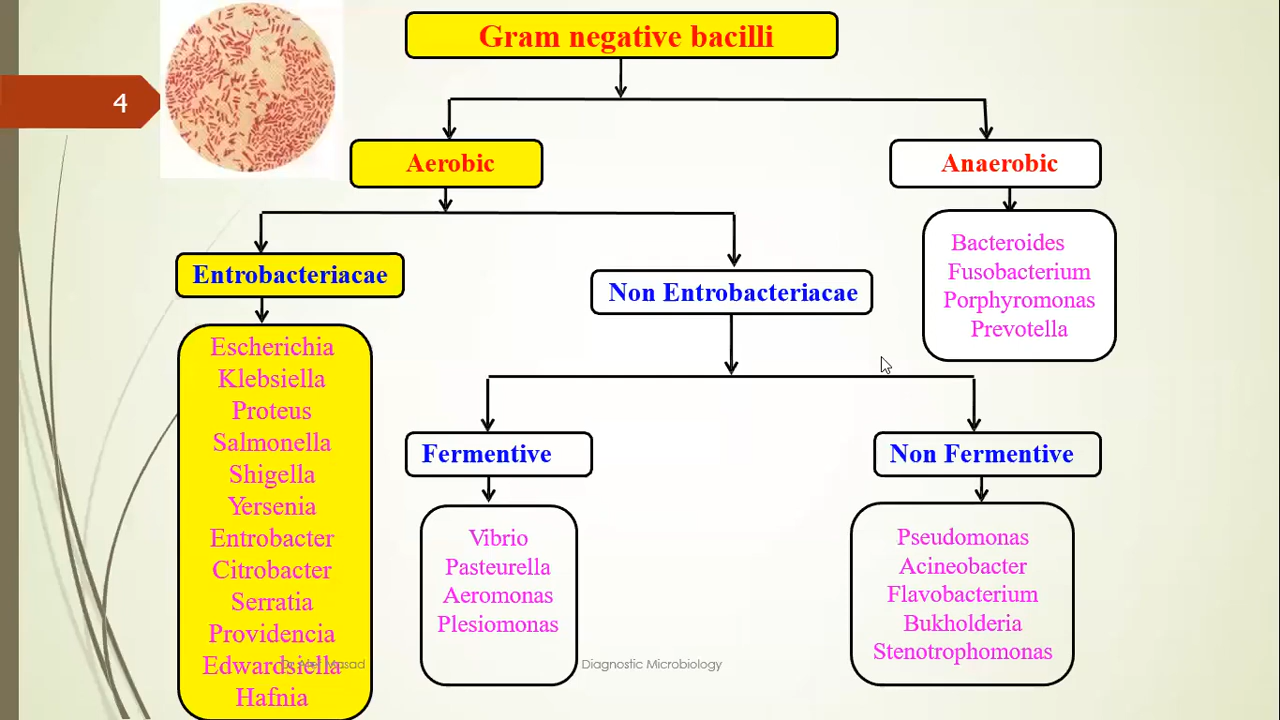 Gram negative bacilli
4
Aerobic
Anaerobic
Bacteroides
Fusobacterium
Porphyromonas
Prevotella
Entrobacteriacae
Non Entrobacteriacae
Escherichia
Klebsiella
Proteus
Salmonella
Shigella
Yersenia
Entrobacter
Citrobacter
Serratia
Providencia
Edwardsiella
Hafnia
Fermentive
Non Fermentive
Vibrio
Pasteurella
Aeromonas
Plesiomonas
Pseudomonas
Acineobacter
Flavobacterium
Bukholderia
Stenotrophomonas
Diagnostic Microbiology